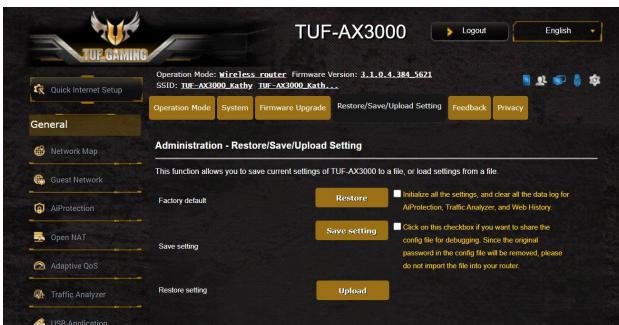 TUF GAMING
TUF-AX3000
Logout
English
Quick Internet Setup
Operation Mode: Wireless router Firmware Version: 3.1.0.4.384_5621
SSID: TUF-AX3000_Kathy TUF-AX3000_Kath...
Operation Mode
System
Firmware Upgrade
Restore/Save/Upload Setting
Feedback
Privacy
General
Network Map
Guest Network
AiProtection
Open NAT
Adaptive QoS
Traffic Analyzer
USB Application
Administration - Restore/Save/Upload Setting
This function allows you to save current settings of TUF-AX3000 to a file, or load settings from a file.
Factory default
Restore
Initialize all the settings, and clear all the data log for
AiProtection, Traffic Analyzer, and Web History.
Save setting
Save setting
Click on this checkbox if you want to share the
config file for debugging. Since the original
password in the config file will be removed, please
do not import the file into your router.
Restore setting
Upload